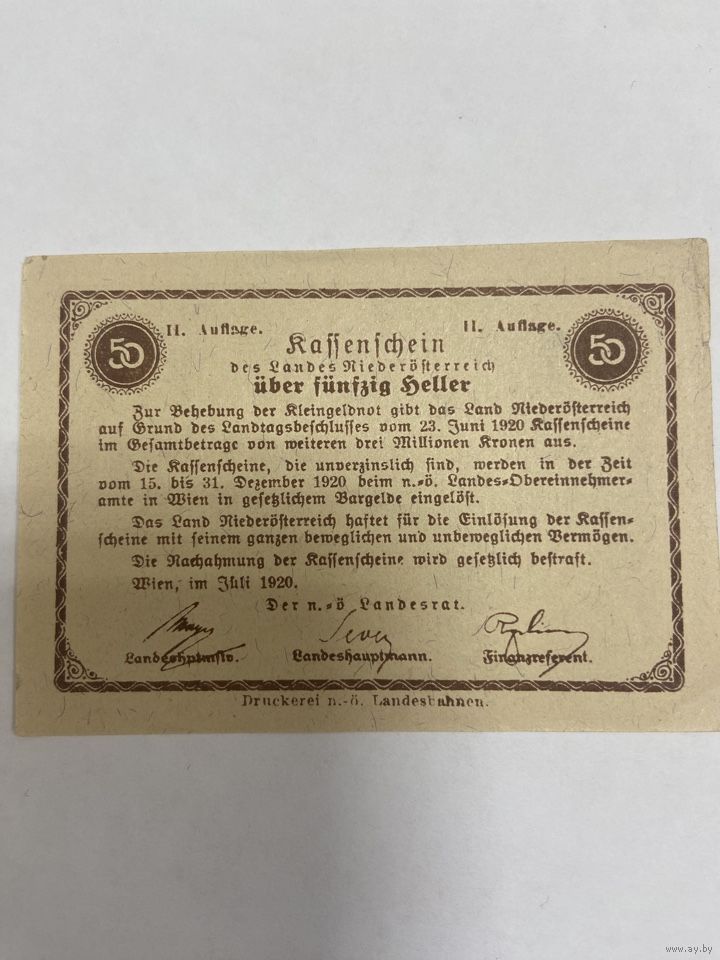 50
II. Auflage.
II. Auflage.
50
Kassenschein
des Landes Niederösterreich
über fünfzig Heller
Zur Behebung der Kleingeldnot gibt das Land Niederösterreich
auf Grund des Landtagsbeschlusses vom 23. Juni 1920 Kassenscheine
im Gesamtbetrage von weiteren drei Millionen Kronen aus.
Die Kassenscheine, die unverzinslich sind, werden in der Zeit
vom 15. bis 31. Dezember 1920 beim n.-ö. Landes-Obereinnehmer-
amte in Wien in gesetzlichem Bargelde eingelöst.
Das Land Niederösterreich haftet für die Einlösung der Kassen-
scheine mit seinem ganzen beweglichen und unbeweglichen Vermögen.
Die Nachahmung der Kassenscheine wird gesetzlich bestraft.
Wien, im Juli 1920.
Der n.-ö. Landesrat.
Sever
Landeshptmstv.
Landeshauptmann.
Finanzreferent.
Druckerei n.-ö. Landesbahnen.
www.ay.by